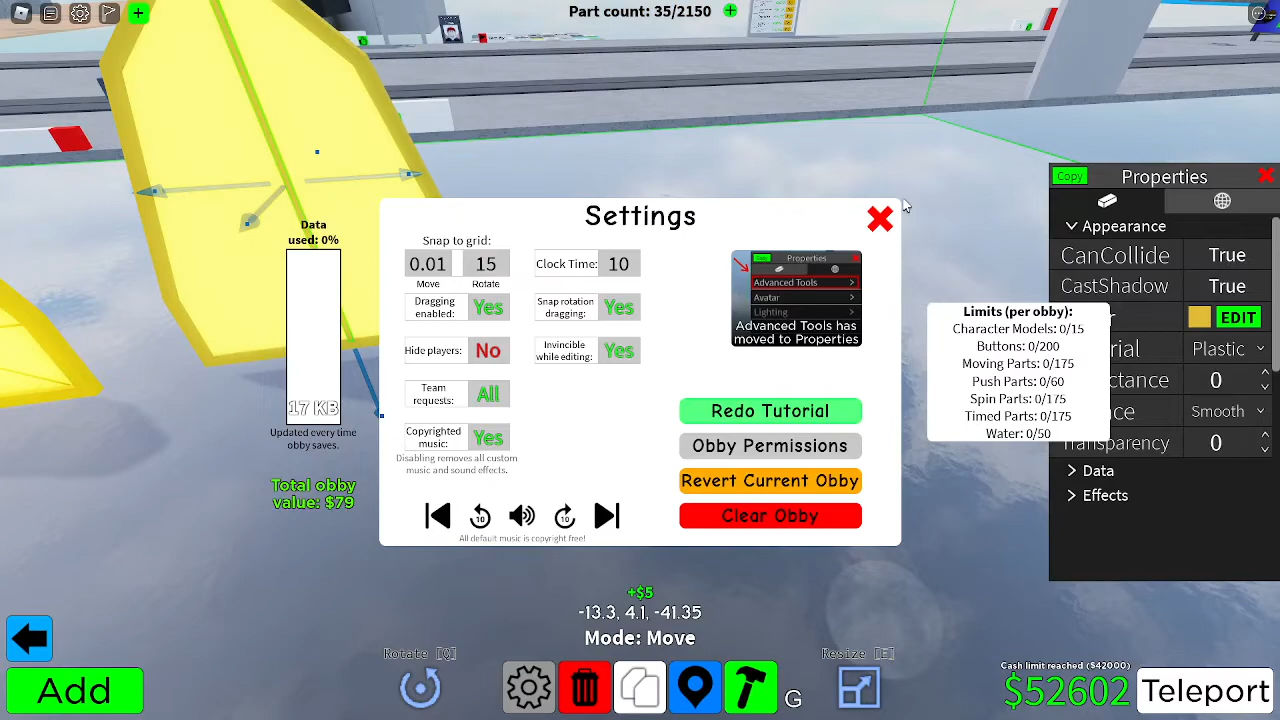 Part count: 35/2150
Data
used: 0%
17 KB
Updated every time
obby saves.
Total obby
value: $79
Settings
Snap to grid:
0.01
15
Move
Rotate
Clock Time:
10
Dragging
enabled:
Yes
Snap rotation
dragging:
Yes
Hide players:
No
Invincible
while editing:
Yes
Team
requests:
All
Copyrighted
music:
Yes
Disabling removes all custom
music and sound effects.
10
10
All default music is copyright free!
Copy
Properties
Advanced Tools
Avatar
Lighting
Advanced Tools has
moved to Properties
Redo Tutorial
Obby Permissions
Revert Current Obby
Clear Obby
Limits (per obby):
Character Models: 0/15
Buttons: 0/200
Moving Parts: 0/175
Push Parts: 0/60
Spin Parts: 0/175
Timed Parts: 0/175
Water: 0/50
Copy
Properties
Appearance
CanCollide
True
CastShadow
True
EDIT
Plastic
0
Smooth
Transparency
0
Data
Effects
+$5
-13.3, 4.1, -41.35
Mode: Move
Rotate [Q]
Resize [E]
G
Add
Cash limit reached ($42000)
$52602
Teleport